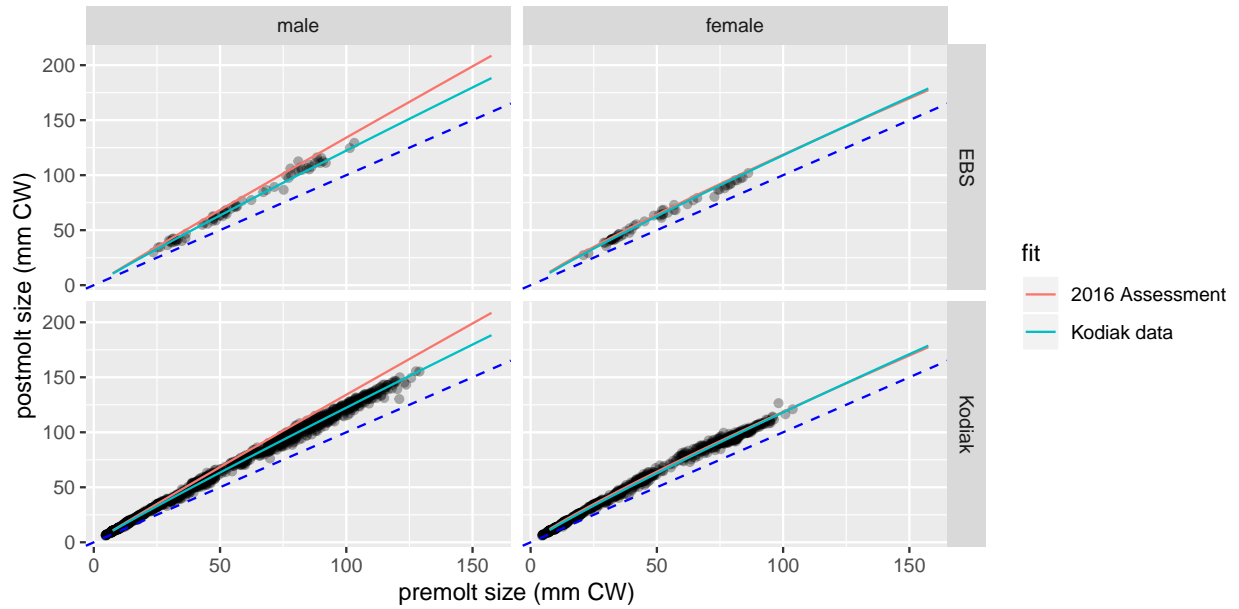 male
female
200
150
100
50
0
EBS
200
150
100
50
0
Kodiak
postmolt size (mm CW)
0
50
100
150
0
50
100
150
premolt size (mm CW)
fit
2016 Assessment
Kodiak data